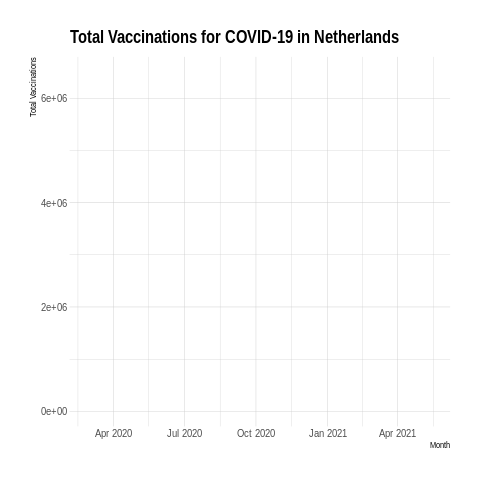 Total Vaccinations for COVID-19 in Netherlands
Total Vaccinations
6e+06
4e+06
2e+06
0e+00
Apr 2020 Jul 2020 Oct 2020 Jan 2021 Apr 2021
Month